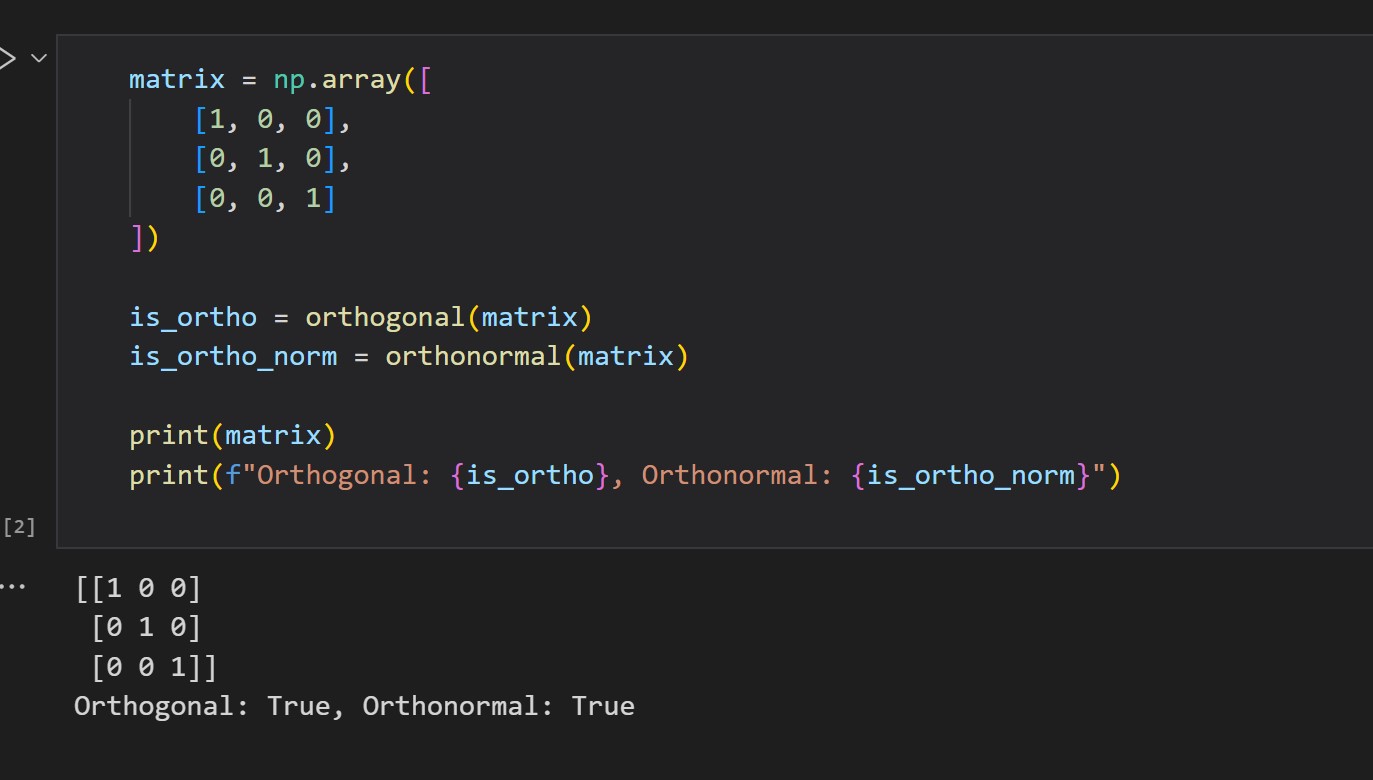 matrix = np.array([
    [1, 0, 0],
    [0, 1, 0],
    [0, 0, 1]
])
is_ortho = orthogonal(matrix)
is_ortho_norm = orthonormal(matrix)
print(matrix)
print(f"Orthogonal: {is_ortho}, Orthonormal: {is_ortho_norm}")
[2]
[[1 0 0]
 [0 1 0]
 [0 0 1]]
Orthogonal: True, Orthonormal: True